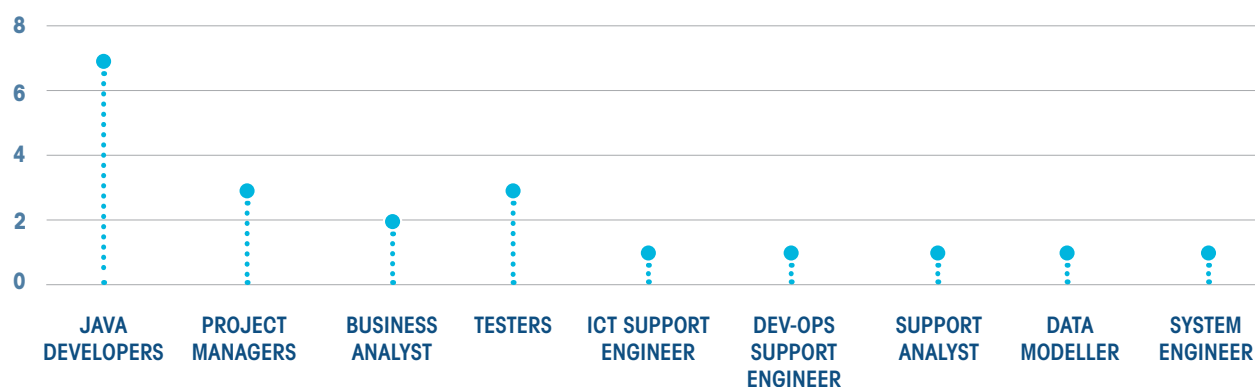 8
6
4
2
0
JAVA
DEVELOPERS
PROJECT
MANAGERS
BUSINESS
ANALYST
TESTERS
ICT SUPPORT
ENGINEER
DEV-OPS
SUPPORT
ENGINEER
SUPPORT
ANALYST
DATA
MODELLER
SYSTEM
ENGINEER